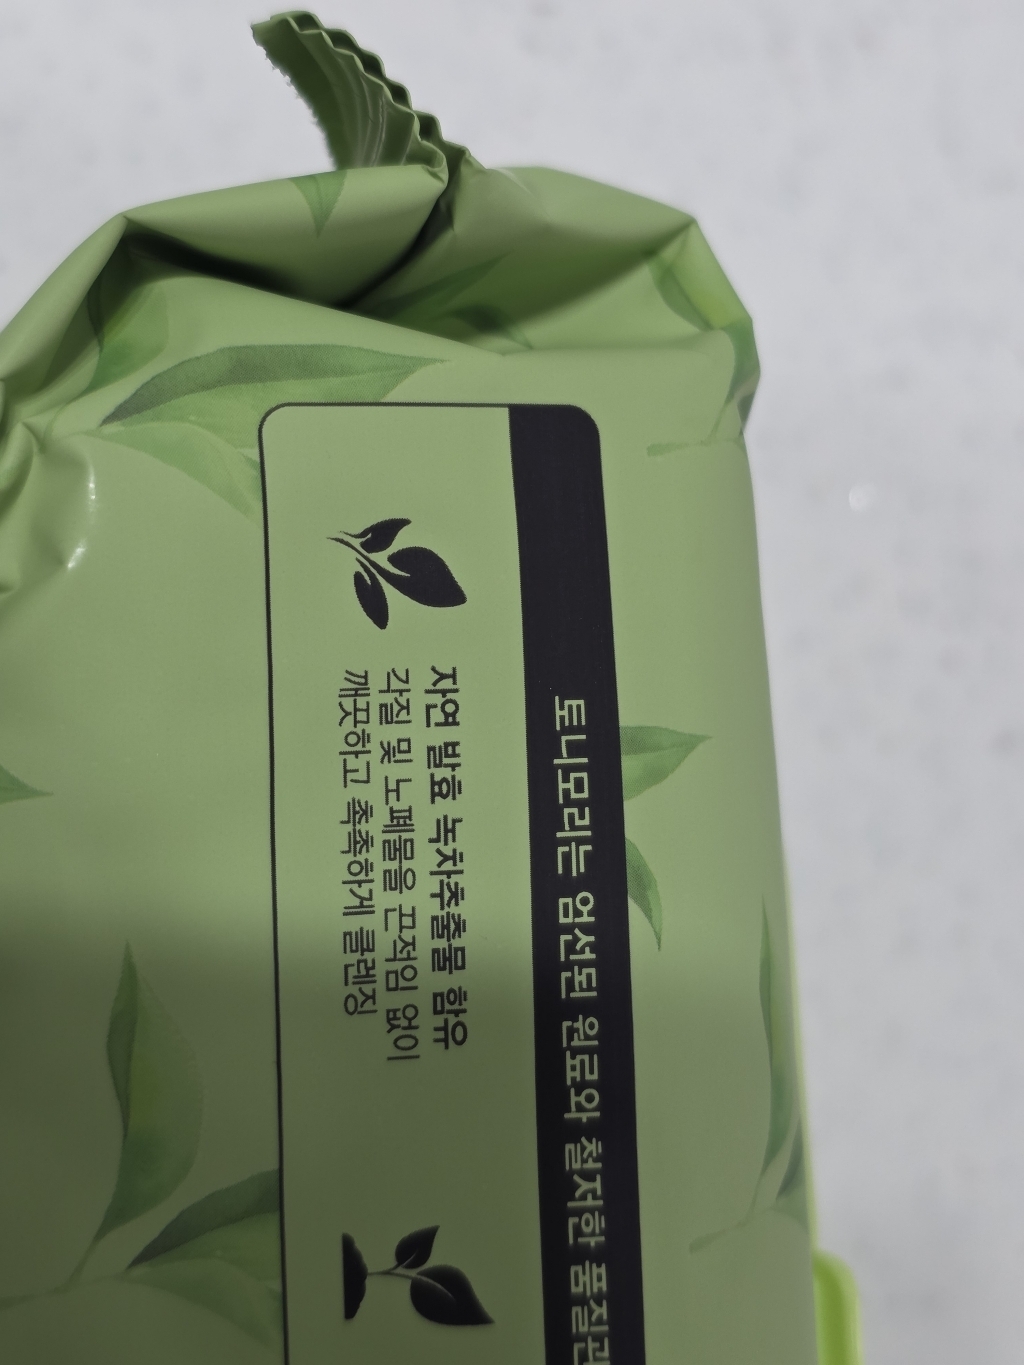 토니모리는 엄선된 원료와 철저한 품질관
자연 발효 녹차추출물 함유
각질 및 노폐물을 끈적임 없이
깨끗하고 촉촉하게 클렌징